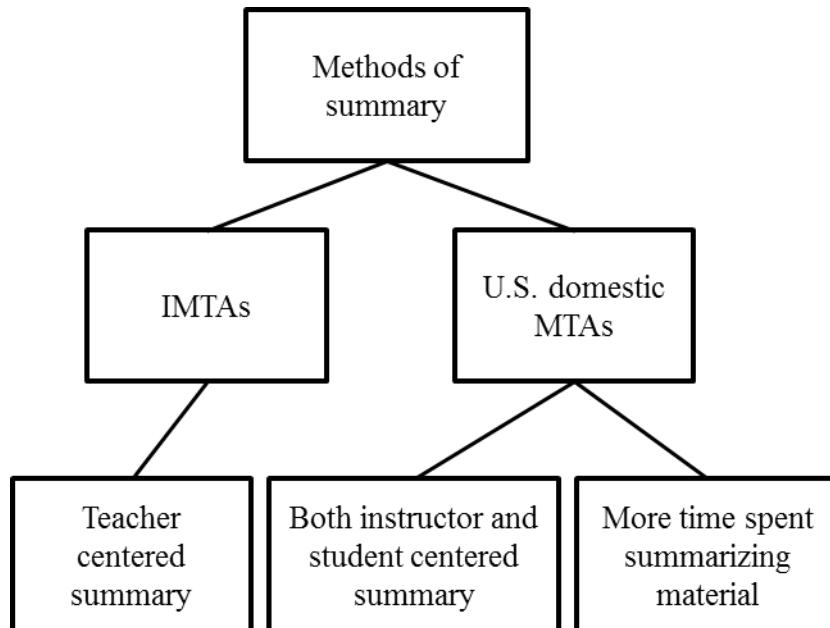 Methods of
summary
IMTAs
U.S. domestic
MTAs
Teacher
centered
summary
Both instructor and
student centered
summary
More time spent
summarizing
material